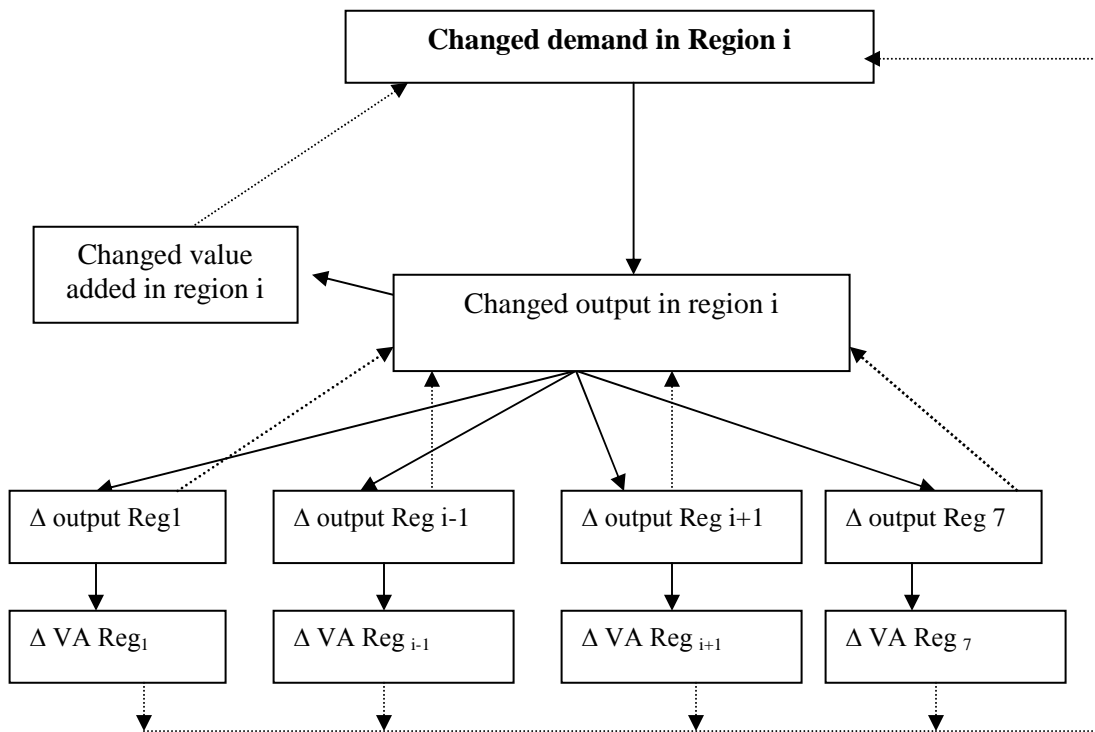 Changed demand in Region i
Changed value
added in region i
Changed output in region i
Δ output Reg1
Δ output Reg i-1
Δ output Reg i+1
Δ output Reg 7
Δ VA Reg1
Δ VA Reg i-1
Δ VA Reg i+1
Δ VA Reg 7